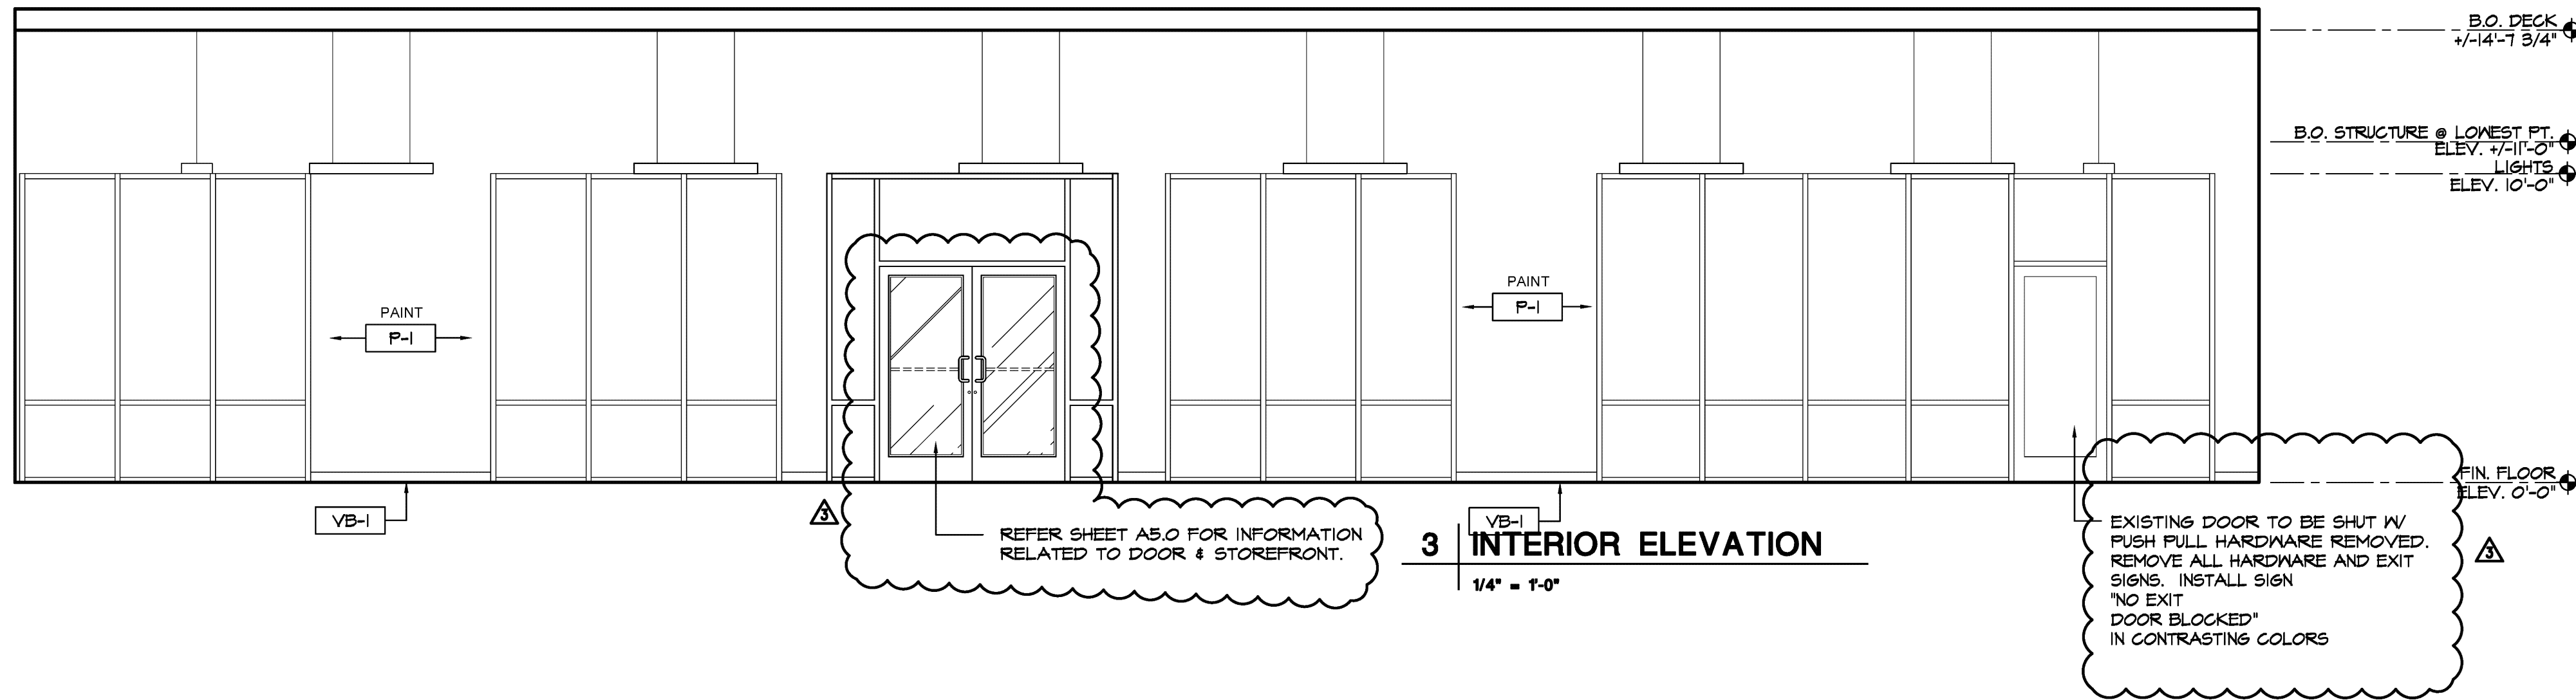 B.O. DECK
+/-14'-7 3/4"
B.O. STRUCTURE @ LOWEST PT.
ELEV. +/-11'-0"
LIGHTS
ELEV. 10'-0"
PAINT
P-1
PAINT
P-1
FIN. FLOOR
ELEV. 0'-0"
VB-1
3
REFER SHEET A5.0 FOR INFORMATION
RELATED TO DOOR & STOREFRONT.
VB-1
3 INTERIOR ELEVATION
1/4" = 1'-0"
EXISTING DOOR TO BE SHUT W/
PUSH PULL HARDWARE REMOVED.
REMOVE ALL HARDWARE AND EXIT
SIGNS. INSTALL SIGN
"NO EXIT
DOOR BLOCKED"
IN CONTRASTING COLORS
3